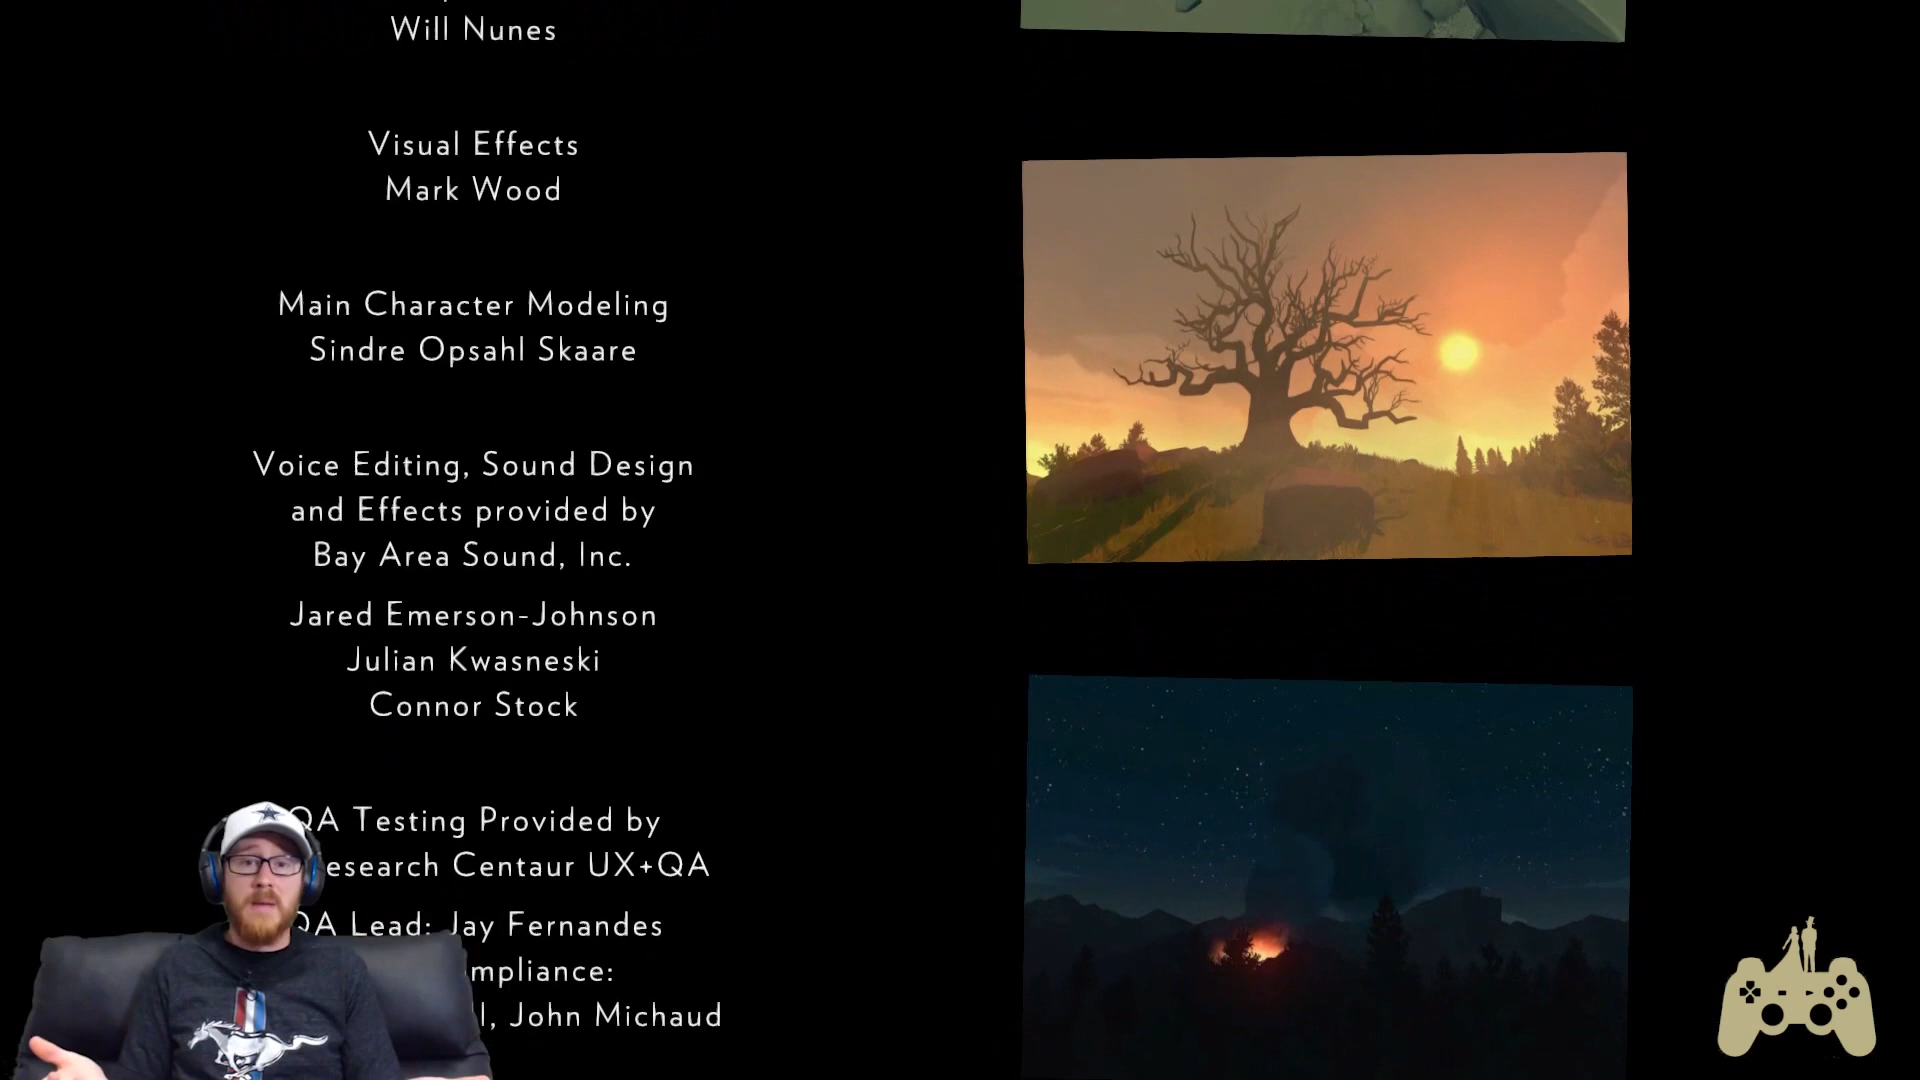 Will Nunes
Visual Effects
Mark Wood
Main Character Modeling
Sindre Opsahl Skaare
Voice Editing, Sound Design
and Effects provided by
Bay Area Sound, Inc.
Jared Emerson-Johnson
Julian Kwasneski
Connor Stock
QA Testing Provided by
Centaur UX+QA
QA Lead: Jay Fernandes
John Michaud